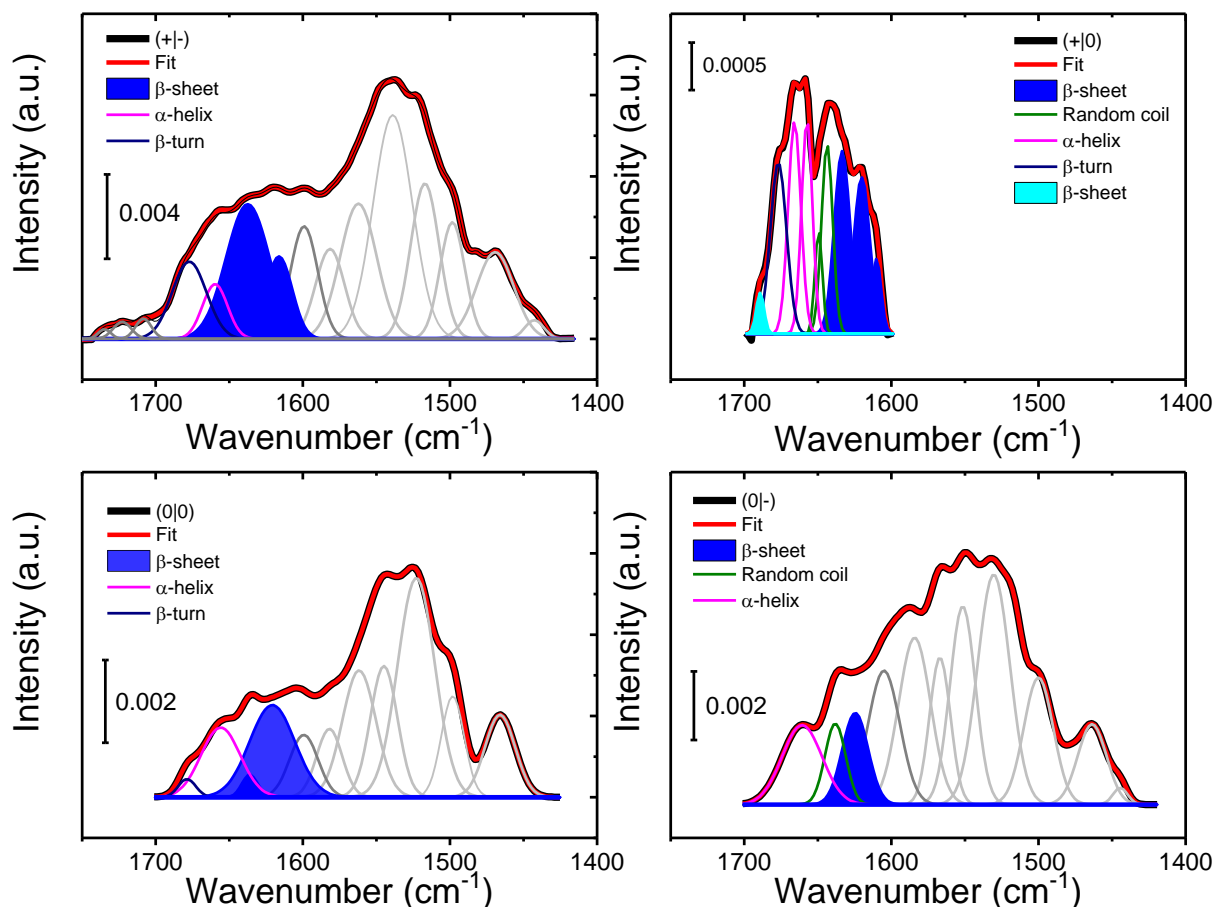 (+|-)
Fit
β-sheet
α-helix
β-turn
0.004
Intensity (a.u.)
1700 1600 1500 1400
Wavenumber (cm⁻¹)
(+|0)
Fit
β-sheet
Random coil
α-helix
β-turn
β-sheet
0.0005
Intensity (a.u.)
1700 1600 1500 1400
Wavenumber (cm⁻¹)
(0|0)
Fit
β-sheet
α-helix
β-turn
0.002
Intensity (a.u.)
1700 1600 1500 1400
Wavenumber (cm⁻¹)
(0|-)
Fit
β-sheet
Random coil
α-helix
0.002
Intensity (a.u.)
1700 1600 1500 1400
Wavenumber (cm⁻¹)